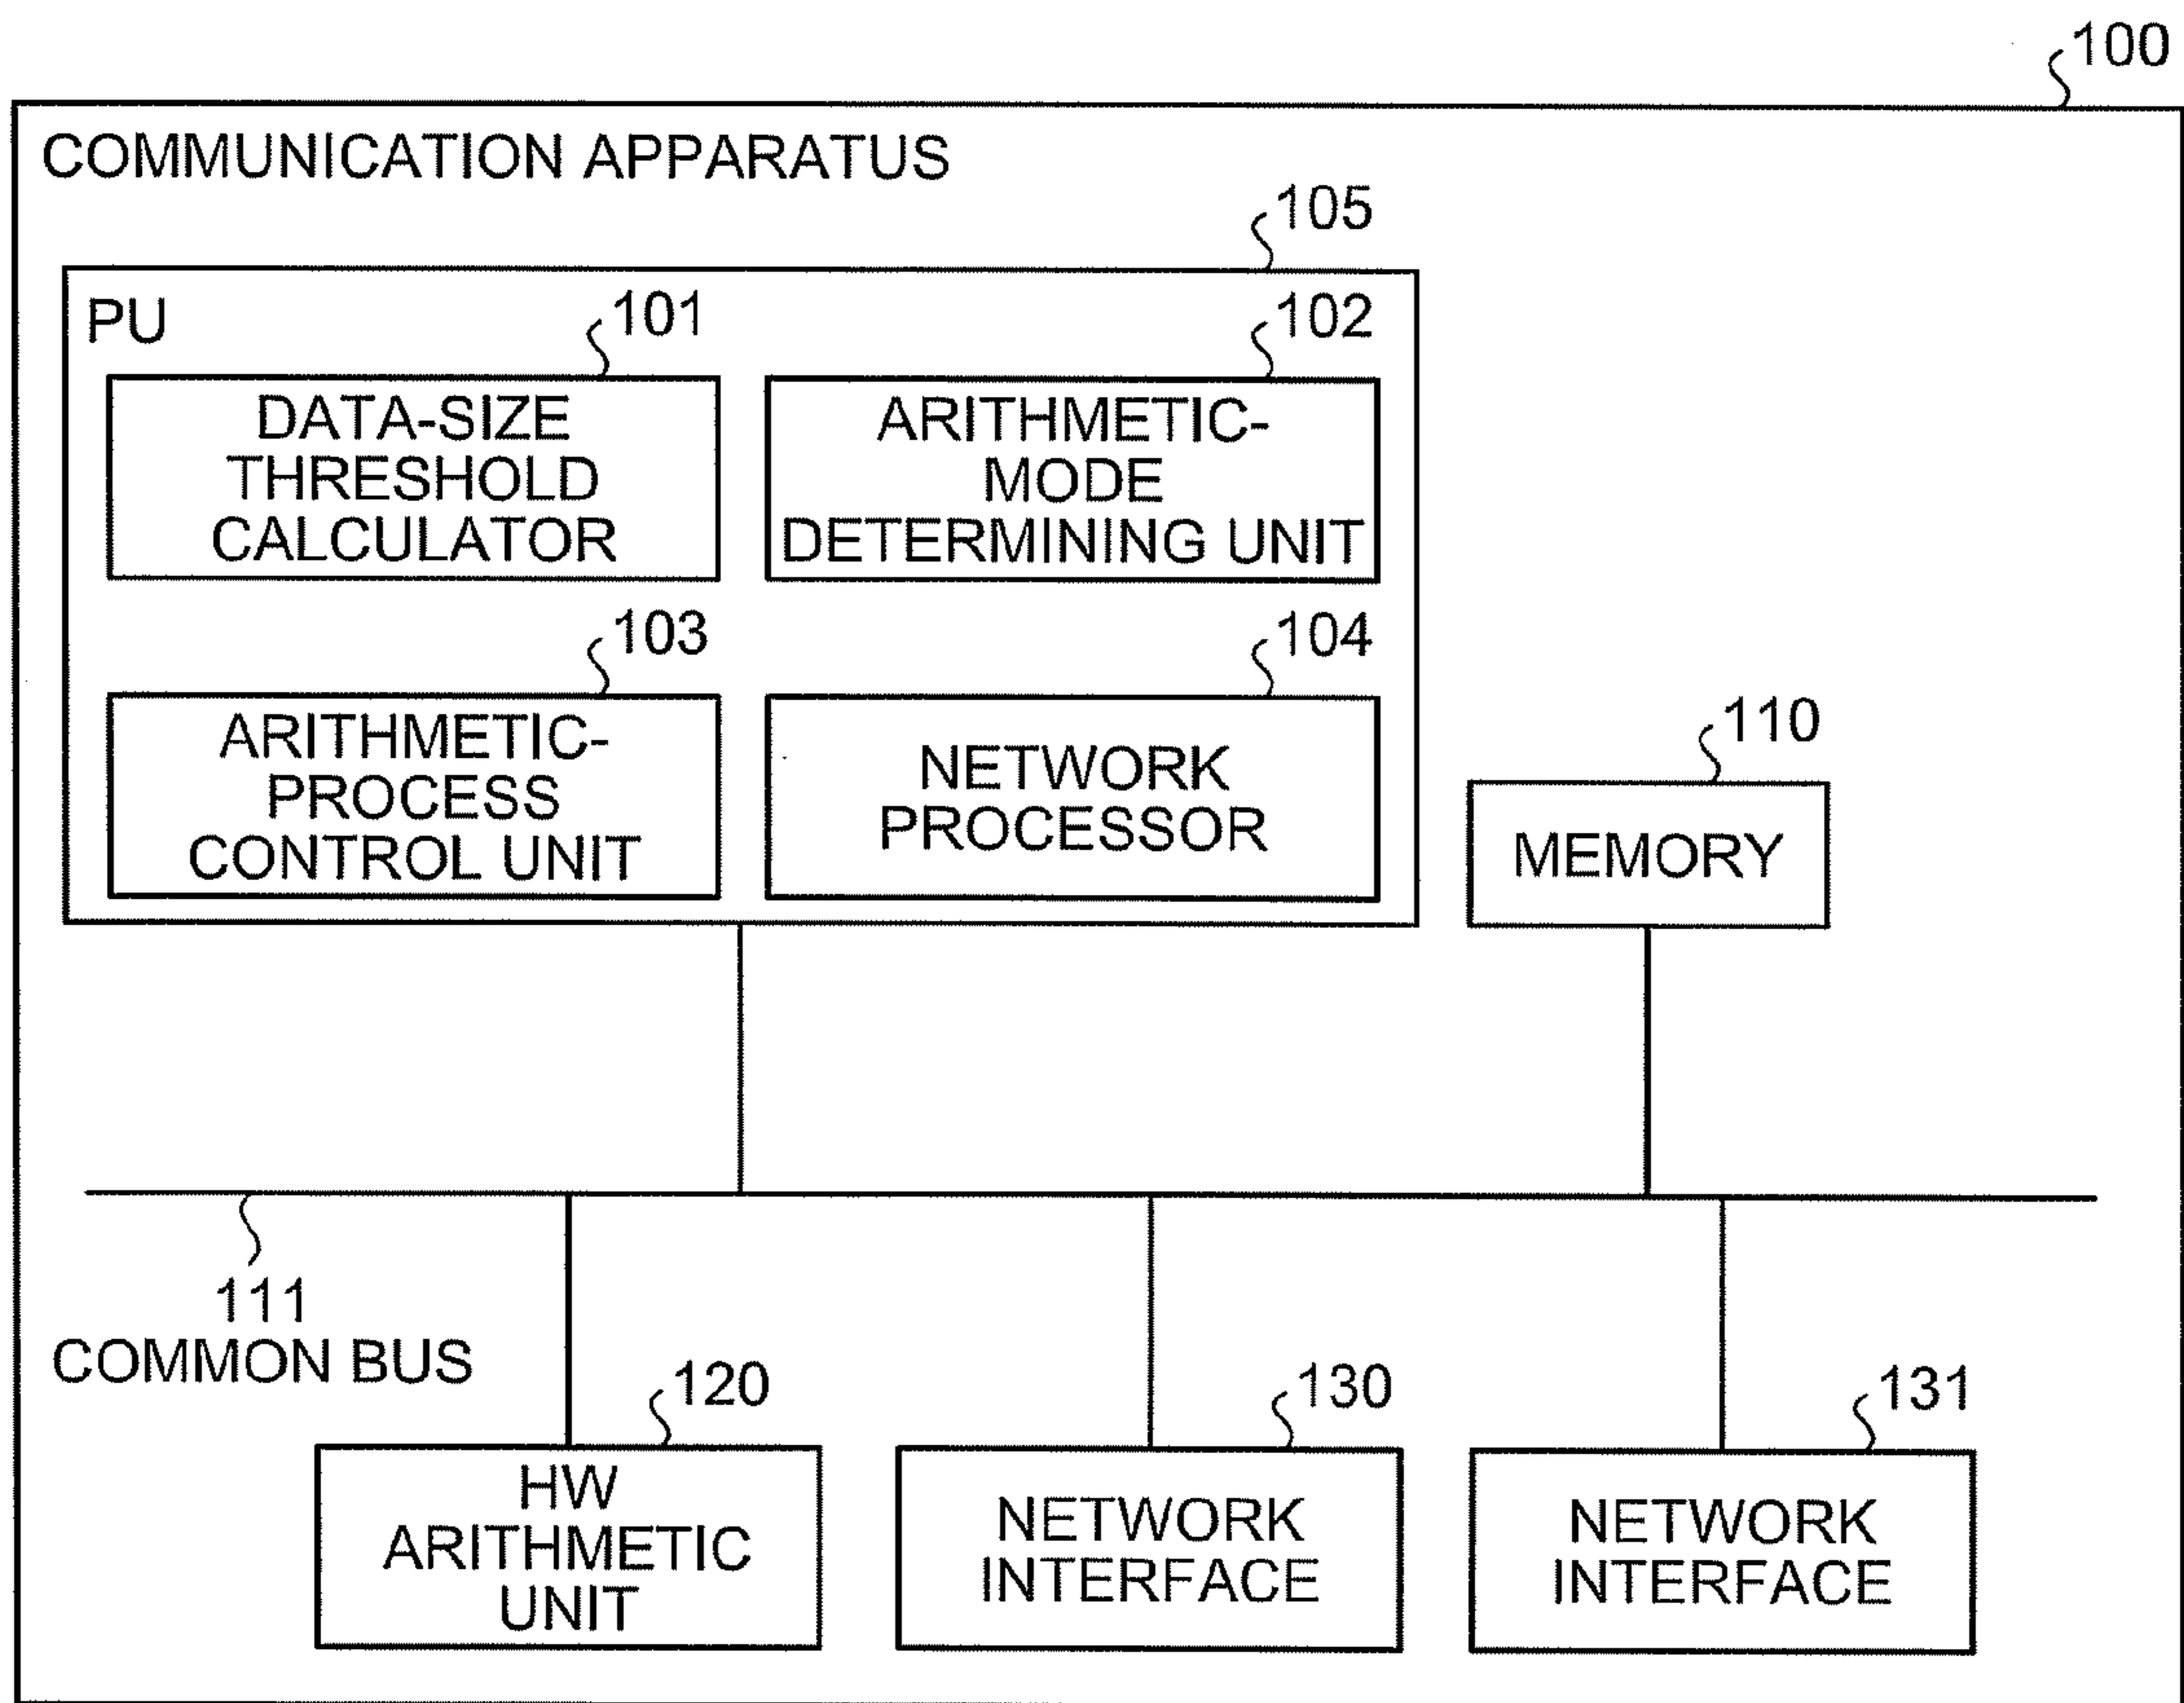 100
COMMUNICATION APPARATUS
105
PU
101
102
DATA-SIZE
THRESHOLD
CALCULATOR
ARITHMETIC-
MODE
DETERMINING UNIT
103
104
ARITHMETIC-
PROCESS
CONTROL UNIT
NETWORK
PROCESSOR
110
MEMORY
111
COMMON BUS
120
130
131
HW
ARITHMETIC
UNIT
NETWORK
INTERFACE
NETWORK
INTERFACE